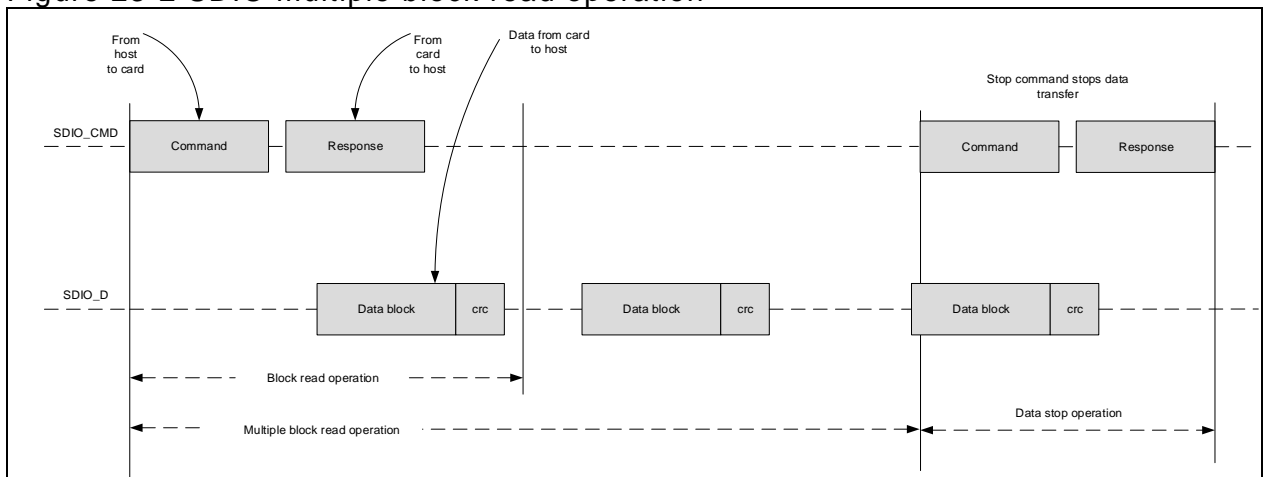 Figure 25-2 SDIO multiple block read operation
From
host
to card
From
card
to host
Data from card
to host
Stop command stops data
transfer
SDIO_CMD
Command
Response
Command
Response
SDIO_D
Data block
crc
Data block
crc
Data block
crc
Block read operation
Data stop operation
Multiple block read operation